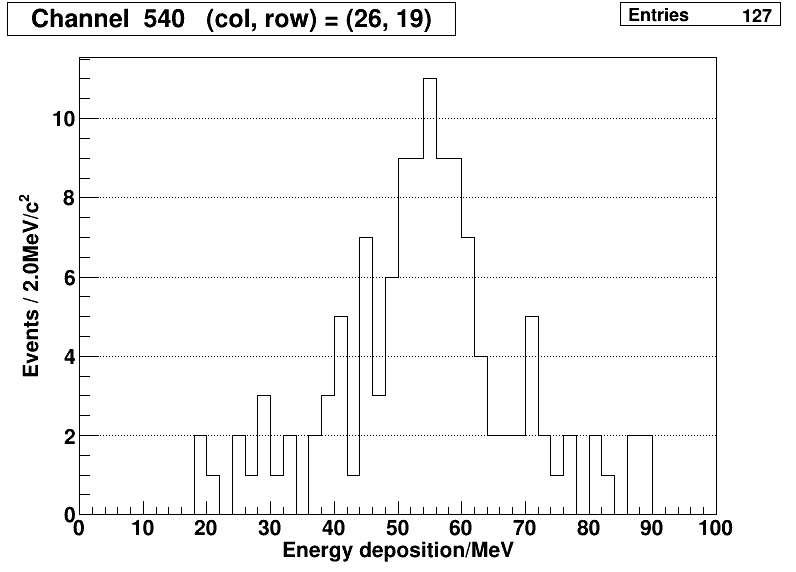 Channel 540 (col, row) = (26, 19)
Entries 127
10
8
6
4
2
0
Events / 2.0MeV/c²
0 10 20 30 40 50 60 70 80 90 100
Energy deposition/MeV